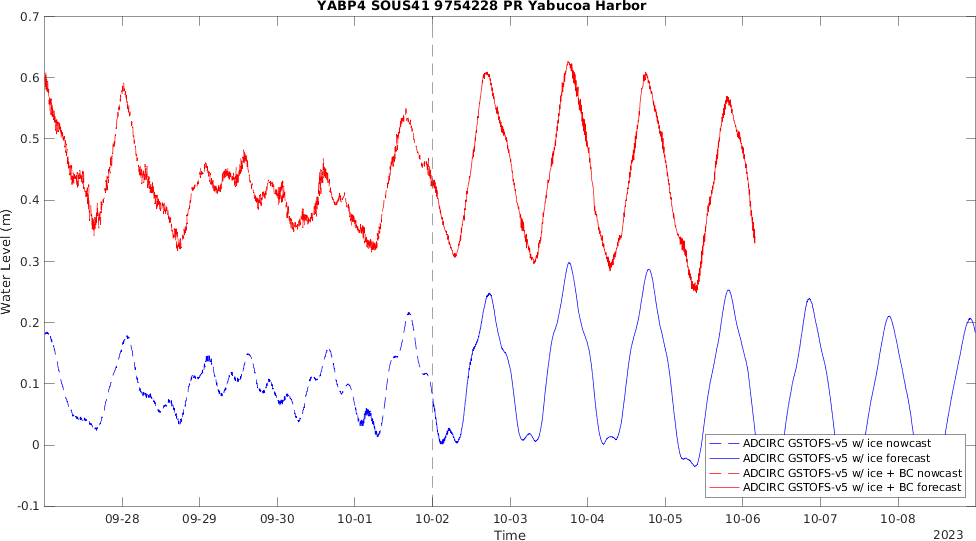 YABP4 SOUS41 9754228 PR Yabucoa Harbor
0.7
0.6
0.5
0.4
0.3
0.2
0.1
0
-0.1
Water Level (m)
ADCIRC GSTOFS-v5 w/ ice nowcast
ADCIRC GSTOFS-v5 w/ ice forecast
ADCIRC GSTOFS-v5 w/ ice + BC nowcast
ADCIRC GSTOFS-v5 w/ ice + BC forecast
09-28 09-29 09-30 10-01 10-02 10-03 10-04 10-05 10-06 10-07 10-08
Time
2023